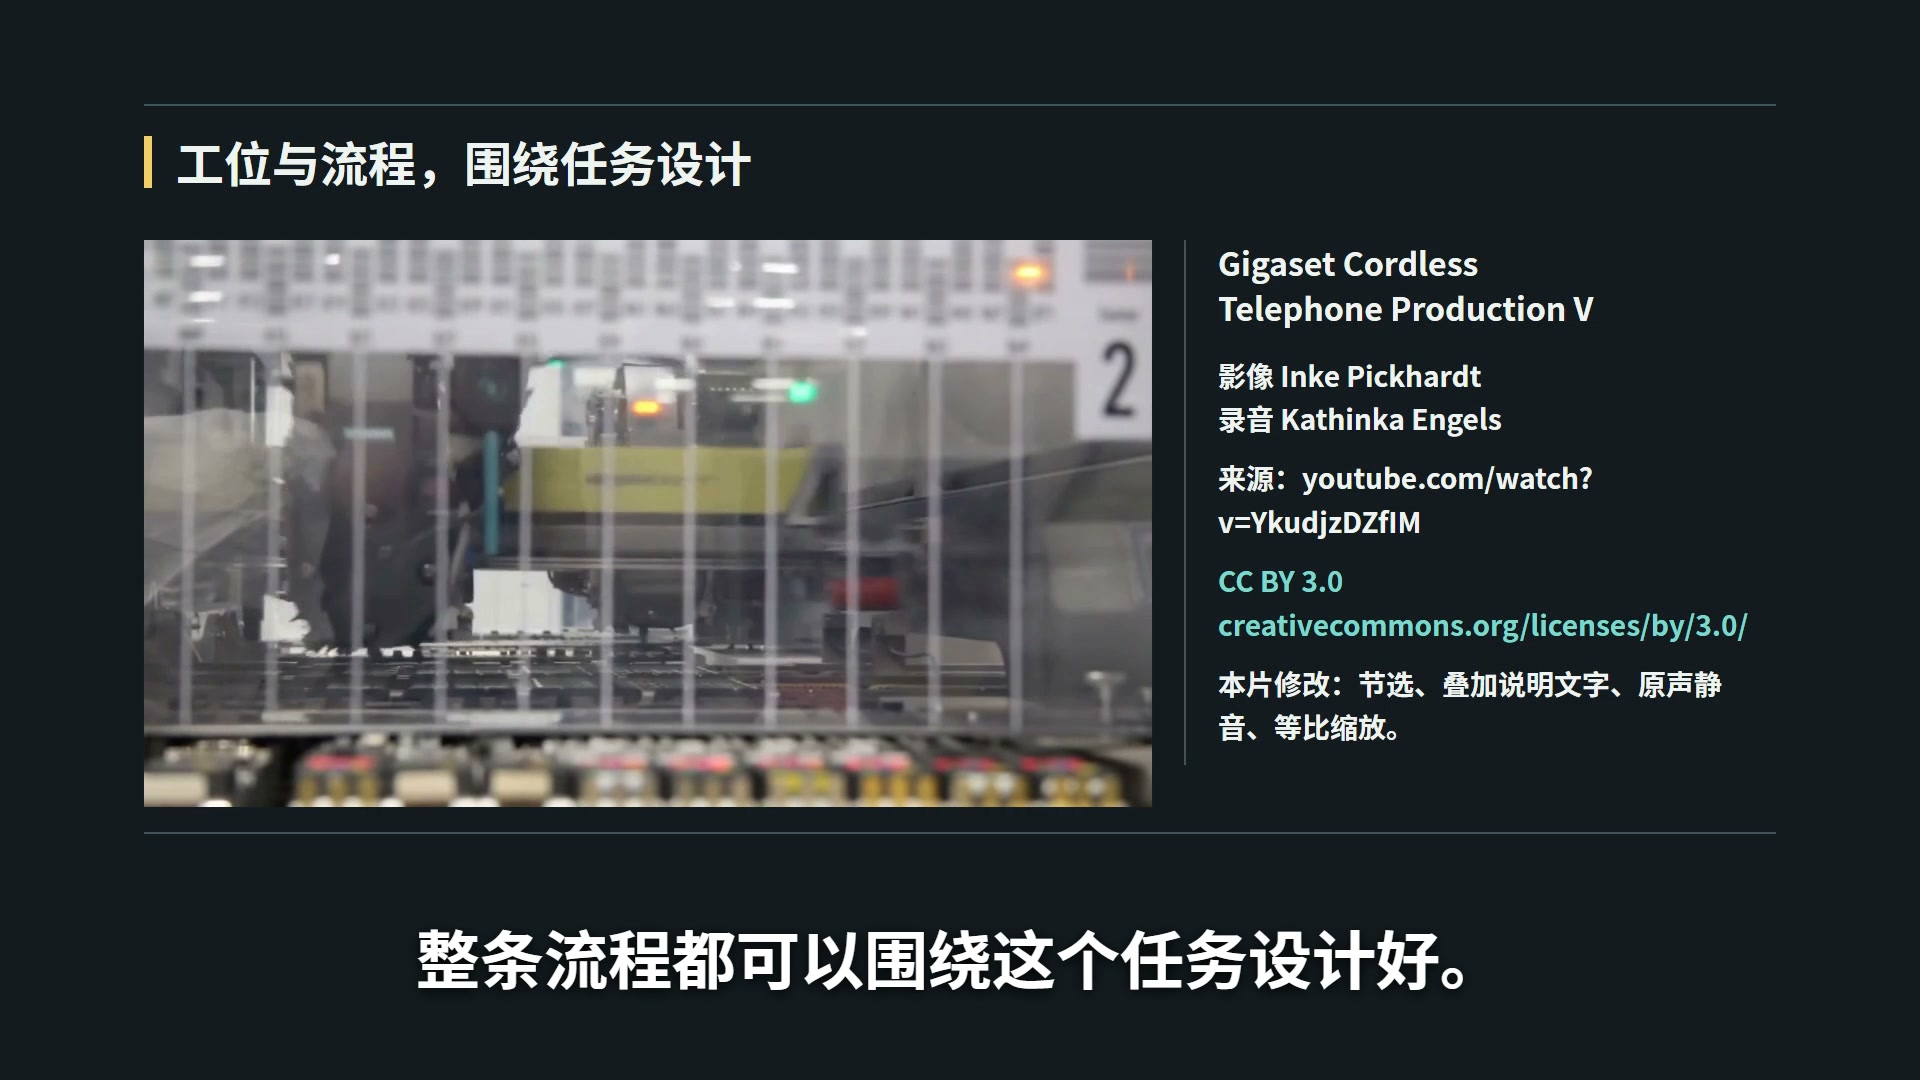 工位与流程，围绕任务设计
2
Gigaset Cordless
Telephone Production V
影像 Inke Pickhardt
录音 Kathinka Engels
来源：youtube.com/watch?
v=YkudjzDZfIM
CC BY 3.0
creativecommons.org/licenses/by/3.0/
本片修改：节选、叠加说明文字、原声静
音、等比缩放。
整条流程都可以围绕这个任务设计好。